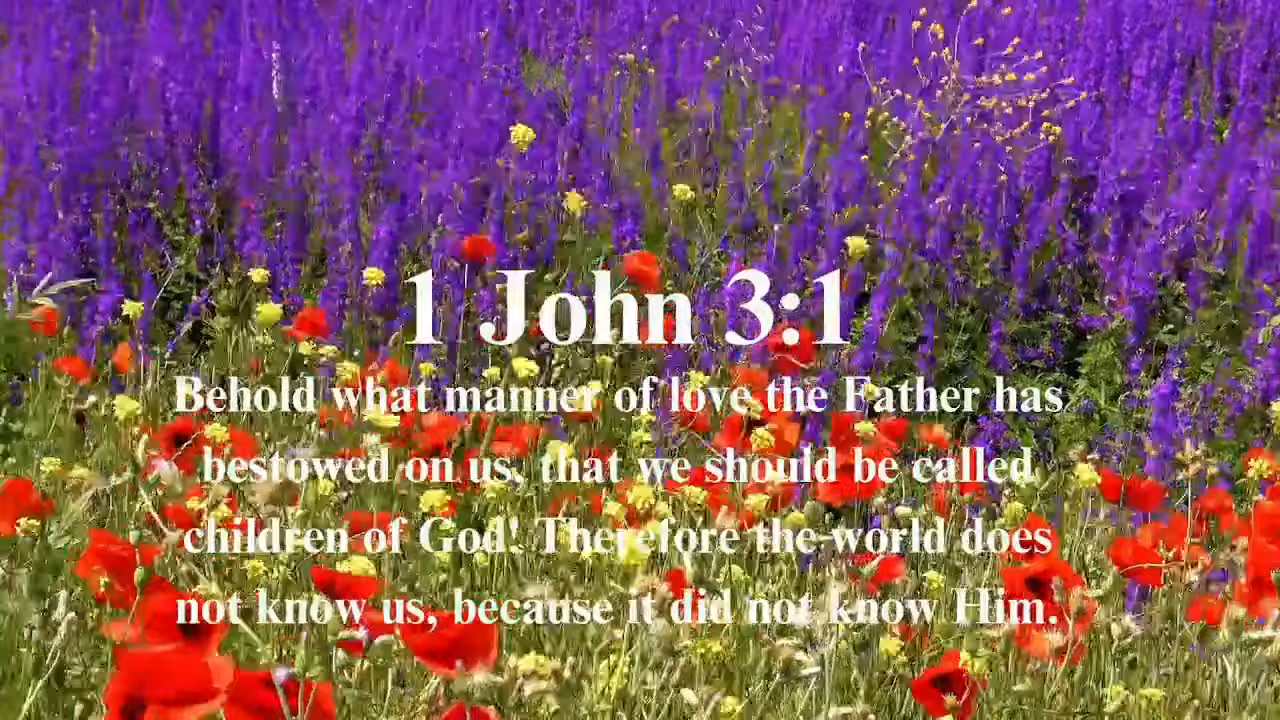 1 John 3:1
Behold what manner of love the Father has
bestowed on us, that we should be called
children of God! Therefore the world does
not know us, because it did not know Him.